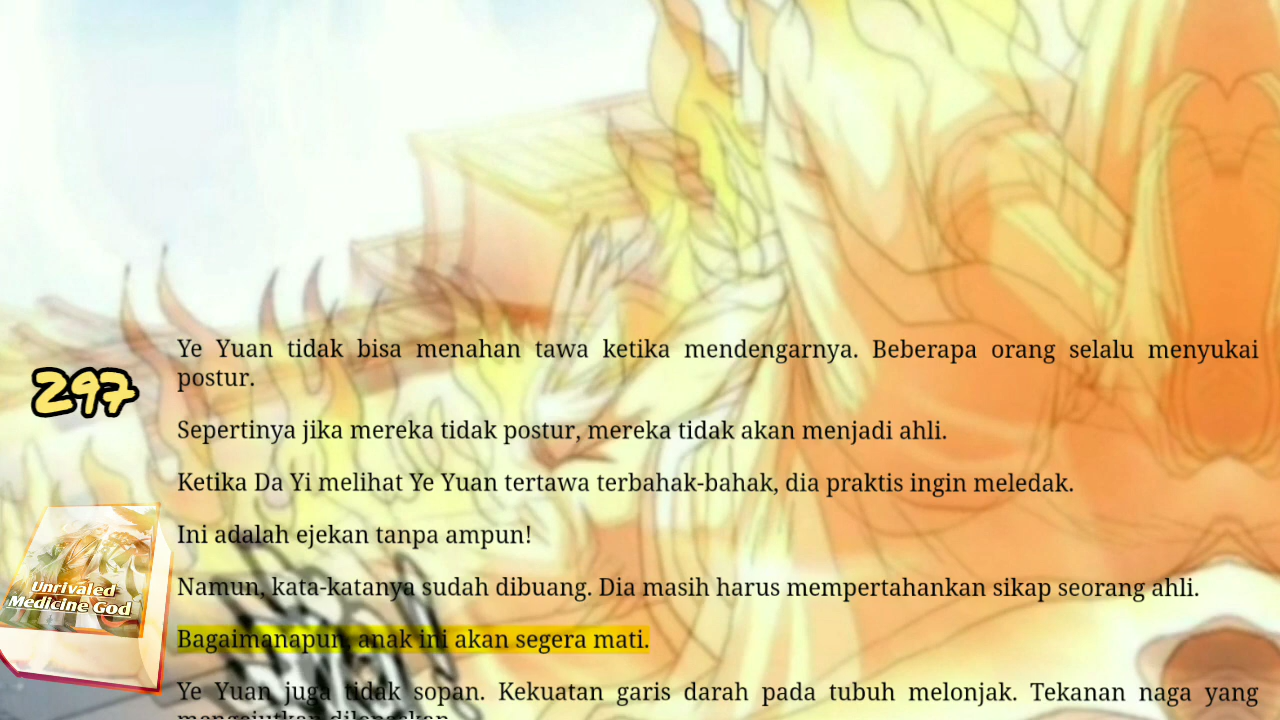 Ye Yuan tidak bisa menahan tawa ketika mendengarnya. Beberapa orang selalu menyukai
postur.
297
Sepertinya jika mereka tidak postur, mereka tidak akan menjadi ahli.
Ketika Da Yi melihat Ye Yuan tertawa terbahak-bahak, dia praktis ingin meledak.
Ini adalah ejekan tanpa ampun!
Namun, kata-katanya sudah dibuang. Dia masih harus mempertahankan sikap seorang ahli.
Unrivaled
Medicine God
Bagaimanapun, anak ini akan segera mati.
Ye Yuan juga tidak sopan. Kekuatan garis darah pada tubuh melonjak. Tekanan naga yang
mengejutkan dilepaskan.